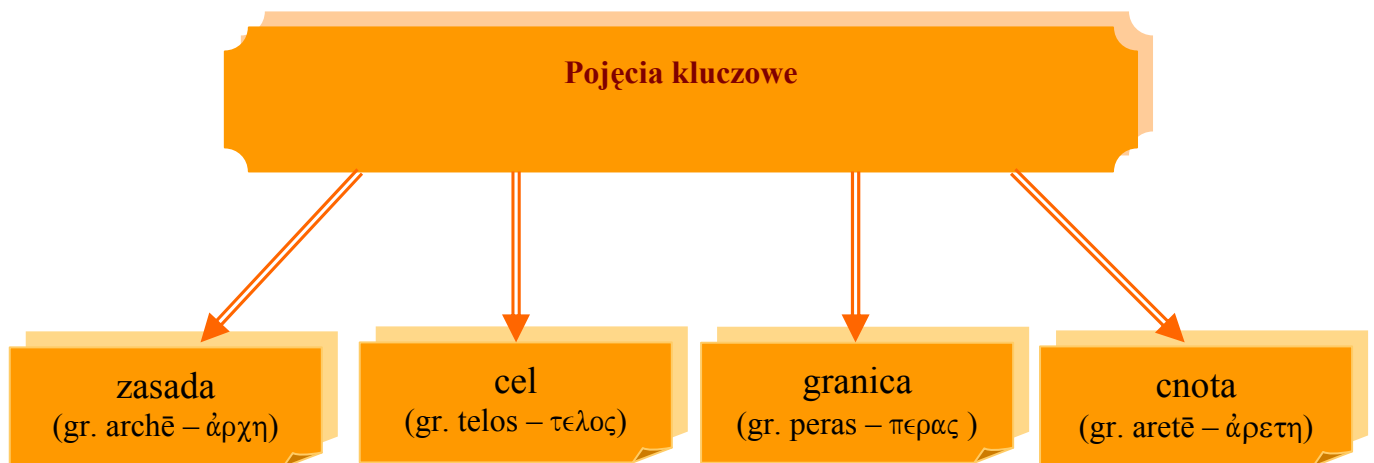 Pojęcia kluczowe
zasada
(gr. archē – ἀρχη)
cel
(gr. telos – τελος)
granica
(gr. peras – περας )
cnota
(gr. aretē – ἀρετη)